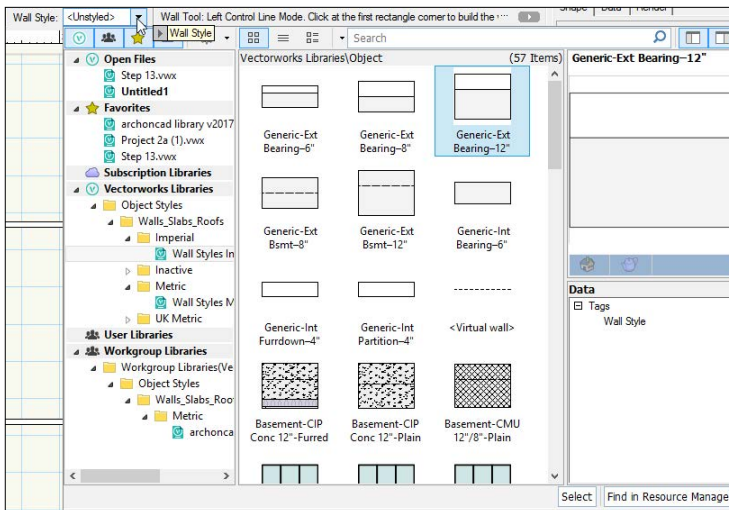 Wall Style: <Unstyled> Wall Tool: Left Control Line Mode. Click at the first rectangle corner to build the
Wall Style
Search
Open Files
Step 13.vwx
Untitled1
Favorites
archoncad library v2017
Project 2a (1).vwx
Step 13.vwx
Subscription Libraries
Vectorworks Libraries
Object Styles
Walls_Slabs_Roofs
Imperial
Wall Styles In
Inactive
Metric
Wall Styles M
UK Metric
User Libraries
Workgroup Libraries
Workgroup Libraries(Ve
Object Styles
Walls_Slabs_Roo
Metric
archonca
Vectorworks Libraries\Object (57 Items)
Generic-Ext
Bearing–6"
Generic-Ext
Bearing–8"
Generic-Ext
Bearing–12"
Generic-Ext
Bsmt–8"
Generic-Ext
Bsmt–12"
Generic-Int
Bearing–6"
Generic-Int
Furrdown–4"
Generic-Int
Partition–4"
<Virtual wall>
Basement-CIP
Conc 12"-Furred
Basement-CIP
Conc 12"-Plain
Basement-CMU
12"/8"-Plain
Generic-Ext Bearing–12"
Data
Tags
Wall Style
Select Find in Resource Manage